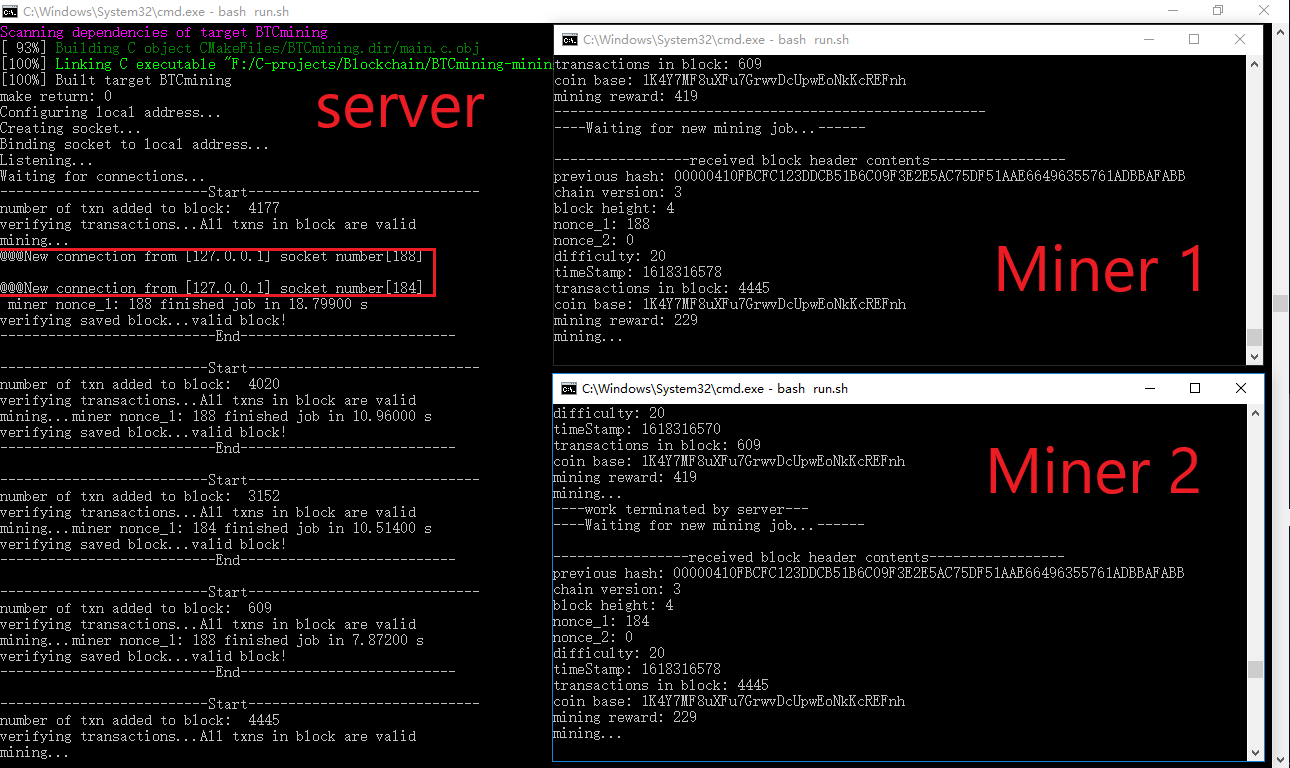 C:\Windows\System32\cmd.exe - bash  run.sh
Scanning dependencies of target BTCmining
[ 93%] Building C object CMakeFiles/BTCmining.dir/main.c.obj
[100%] Linking C executable "F:/C-projects/Blockchain/BTCmining-minin
[100%] Built target BTCmining
make return: 0
Configuring local address...
Creating socket...
Binding socket to local address...
Listening...
Waiting for connections...
--------------------------Start-----------------------------
number of txn added to block:  4177
verifying transactions...All txns in block are valid
mining...
@@@New connection from [127.0.0.1] socket number[188]
@@@New connection from [127.0.0.1] socket number[184]
 miner nonce_1: 188 finished job in 18.79900 s
verifying saved block...valid block!
---------------------------End---------------------------
--------------------------Start-----------------------------
number of txn added to block:  4020
verifying transactions...All txns in block are valid
mining...miner nonce_1: 188 finished job in 10.96000 s
verifying saved block...valid block!
---------------------------End---------------------------
--------------------------Start-----------------------------
number of txn added to block:  3152
verifying transactions...All txns in block are valid
mining...miner nonce_1: 184 finished job in 10.51400 s
verifying saved block...valid block!
---------------------------End---------------------------
--------------------------Start-----------------------------
number of txn added to block:  609
verifying transactions...All txns in block are valid
mining...miner nonce_1: 188 finished job in 7.87200 s
verifying saved block...valid block!
---------------------------End---------------------------
--------------------------Start-----------------------------
number of txn added to block:  4445
verifying transactions...All txns in block are valid
mining...
server
C:\Windows\System32\cmd.exe - bash  run.sh
transactions in block: 609
coin base: 1K4Y7MF8uXFu7GrwvDcUpwEoNkKcREFnh
mining reward: 419
------------------------------------------------------
----Waiting for new mining job...------
-----------------received block header contents-----------------
previous hash: 00000410FBCFC123DDCB51B6C09F3E2E5AC75DF51AAE66496355761ADBBAFABB
chain version: 3
block height: 4
nonce_1: 188
nonce_2: 0
difficulty: 20
timeStamp: 1618316578
transactions in block: 4445
coin base: 1K4Y7MF8uXFu7GrwvDcUpwEoNkKcREFnh
mining reward: 229
mining...
Miner 1
C:\Windows\System32\cmd.exe - bash  run.sh
difficulty: 20
timeStamp: 1618316570
transactions in block: 609
coin base: 1K4Y7MF8uXFu7GrwvDcUpwEoNkKcREFnh
mining reward: 419
mining...
----work terminated by server---
----Waiting for new mining job...------
-----------------received block header contents-----------------
previous hash: 00000410FBCFC123DDCB51B6C09F3E2E5AC75DF51AAE66496355761ADBBAFABB
chain version: 3
block height: 4
nonce_1: 184
nonce_2: 0
difficulty: 20
timeStamp: 1618316578
transactions in block: 4445
coin base: 1K4Y7MF8uXFu7GrwvDcUpwEoNkKcREFnh
mining reward: 229
mining...
Miner 2